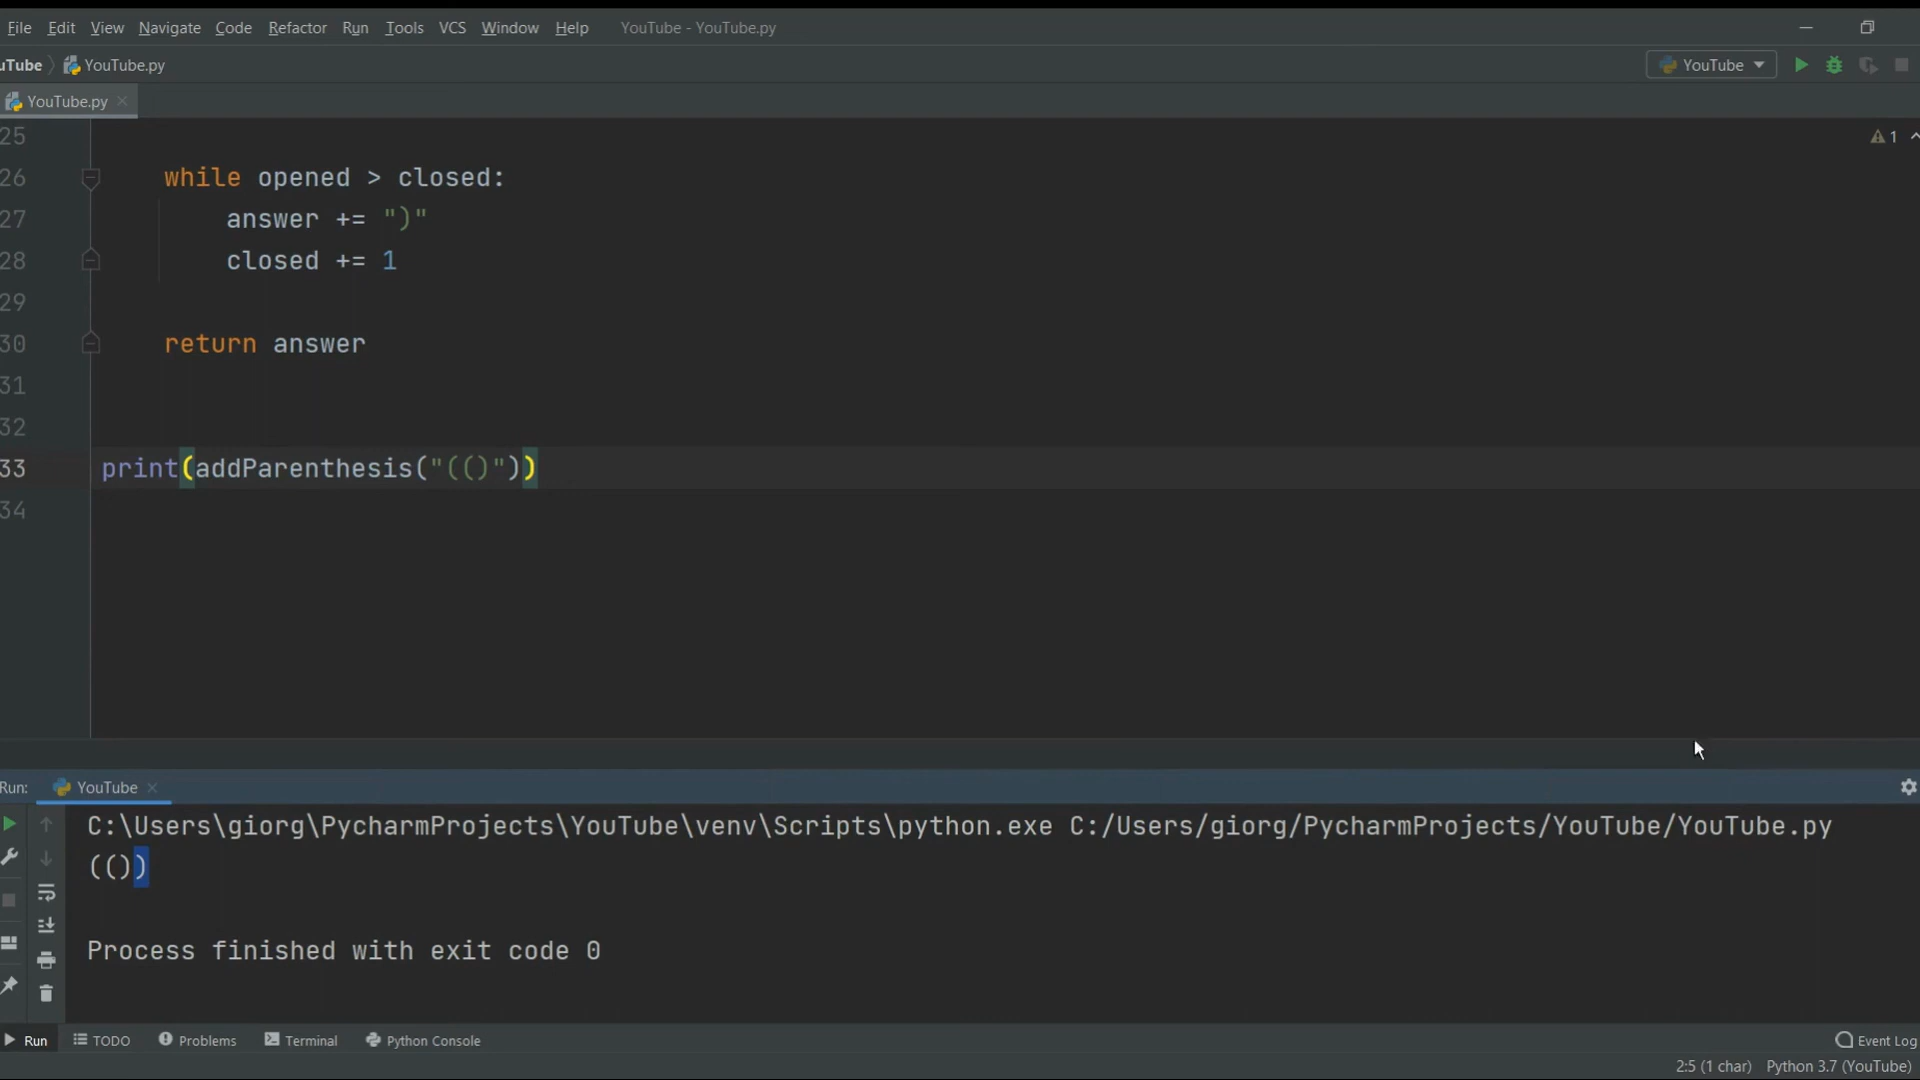 File Edit View Navigate Code Refactor Run Tools VCS Window Help YouTube - YouTube.py
uTube YouTube.py YouTube
YouTube.py
25 1
26 while opened > closed:
27 answer += ")"
28 closed += 1
29
30 return answer
31
32
33 print(addParenthesis("(()"))
34
Run: YouTube
C:\Users\giorg\PycharmProjects\YouTube\venv\Scripts\python.exe C:/Users/giorg/PycharmProjects/YouTube/YouTube.py
(())
Process finished with exit code 0
Run TODO Problems Terminal Python Console Event Log
2:5 (1 char) Python 3.7 (YouTube)